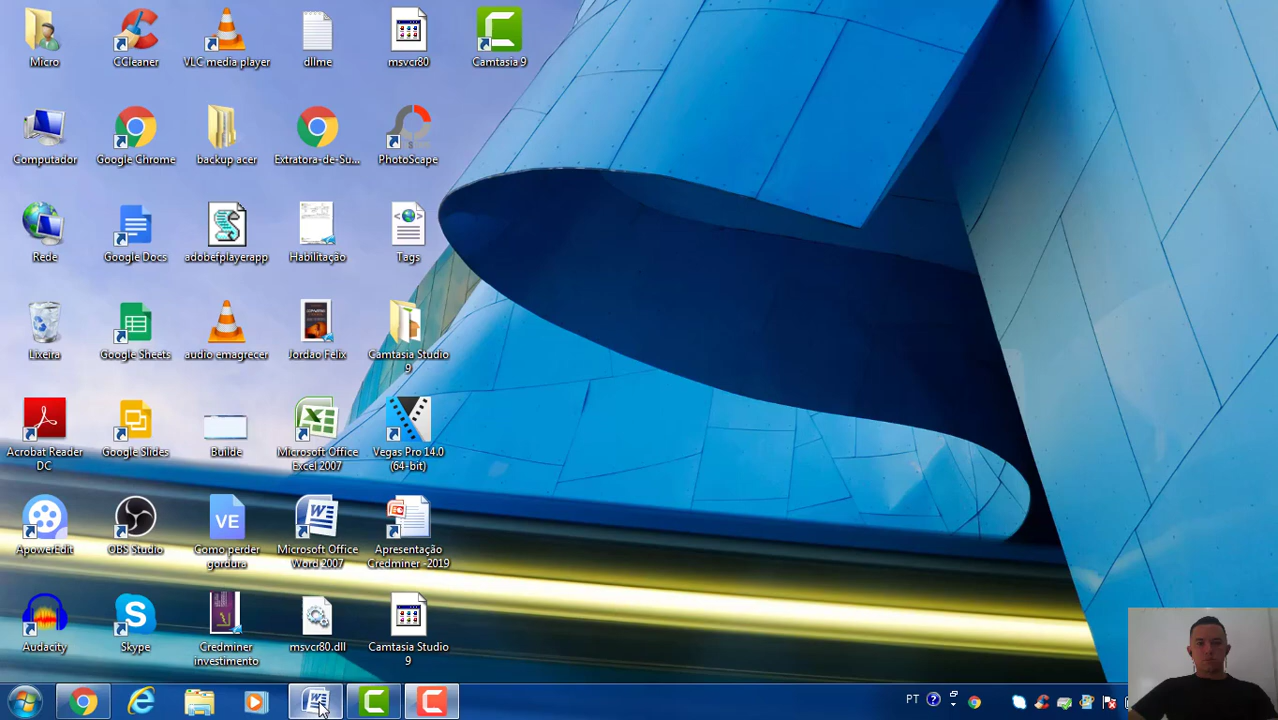 Micro
CCleaner
VLC media player
dllme
msvcr80
Camtasia 9
Computador
Google Chrome
backup acer
Extratora-de-Su...
PhotoScape
Rede
Google Docs
adobefplayerapp
Habilitação
Tags
Lixeira
Google Sheets
audio emagrecer
Jordão Felix
Camtasia Studio
9
Acrobat Reader
DC
Google Slides
Builde
Microsoft Office
Excel 2007
Vegas Pro 14.0
(64-bit)
ApowerEdit
OBS Studio
VE
Como perder
gordura
Microsoft Office
Word 2007
Apresentação
Credminer -2019
Audacity
Skype
Credminer
investimento
msvcr80.dll
Camtasia Studio
9
PT